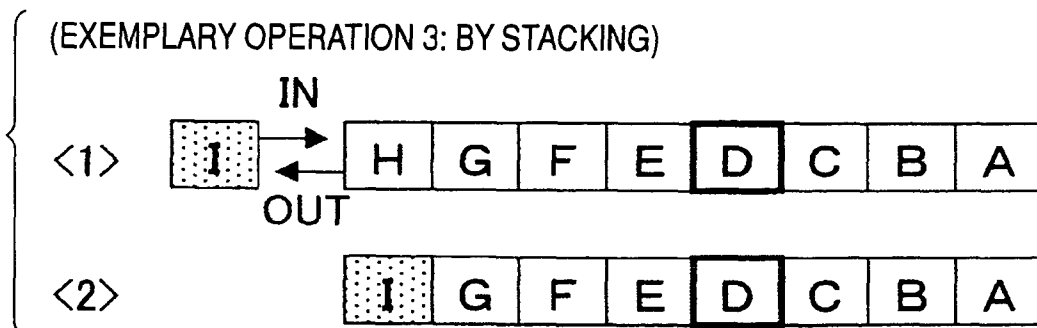 (EXEMPLARY OPERATION 3: BY STACKING)
IN
<1> I H G F E D C B A
OUT
<2> I G F E D C B A